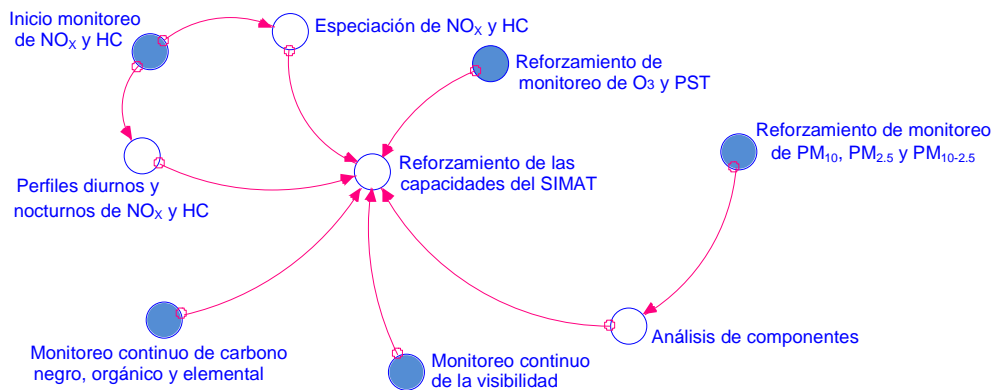 Inicio monitoreo
de NOX y HC
Especiación de NOX y HC
Reforzamiento de
monitoreo de O3 y PST
Reforzamiento de monitoreo
de PM10, PM2.5 y PM10-2.5
Reforzamiento de las
capacidades del SIMAT
Perfiles diurnos y
nocturnos de NOX y HC
Análisis de componentes
Monitoreo continuo de carbono
negro, orgánico y elemental
Monitoreo continuo
de la visibilidad